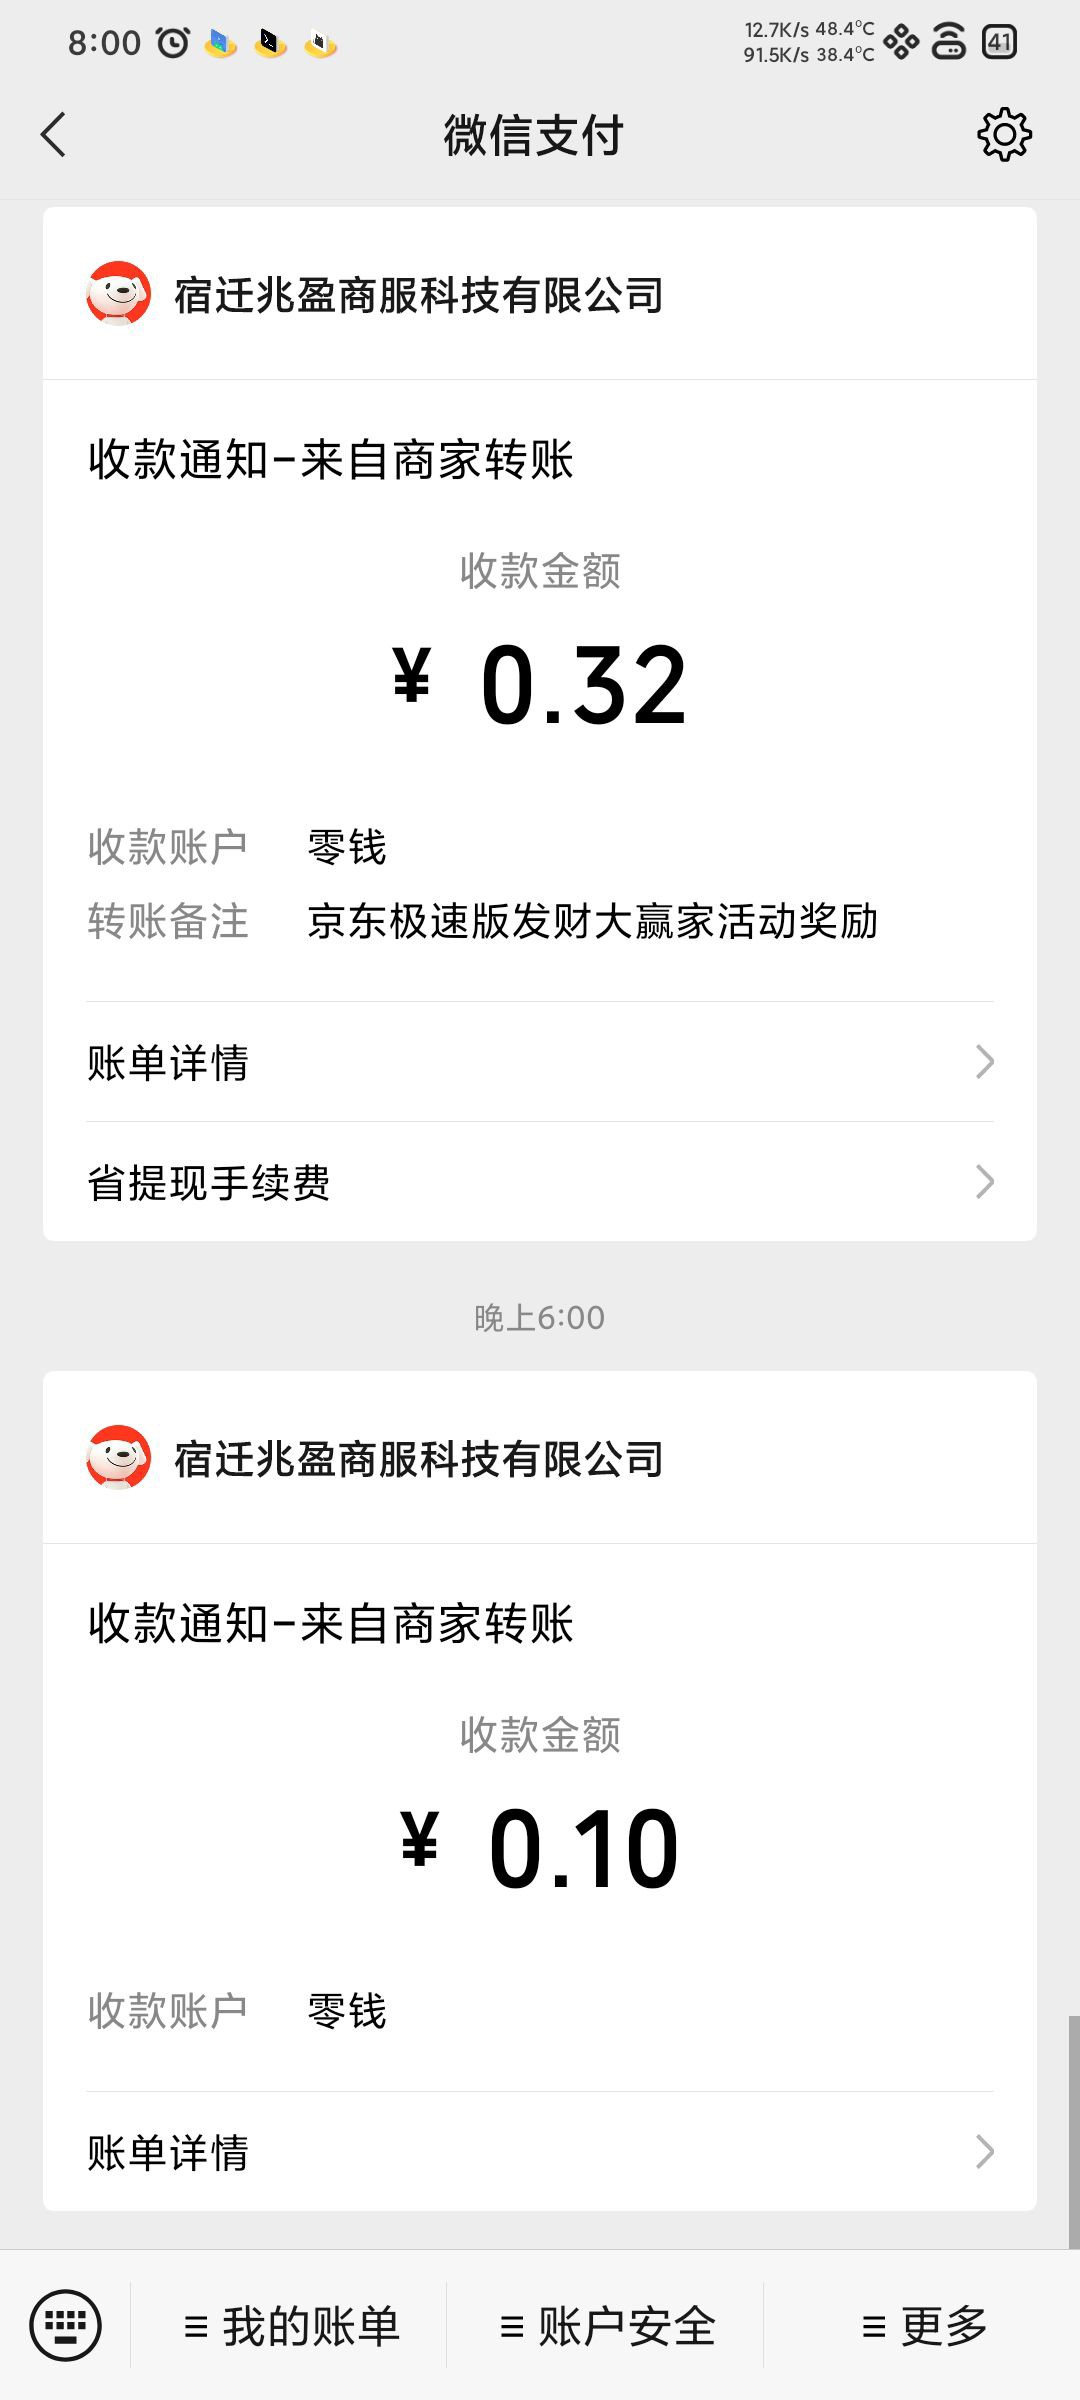 8:00
12.7K/s 48.4°C
91.5K/s 38.4°C
41
微信支付
宿迁兆盈商服科技有限公司
收款通知-来自商家转账
收款金额
¥ 0.32
收款账户 零钱
转账备注 京东极速版发财大赢家活动奖励
账单详情
省提现手续费
晚上6:00
宿迁兆盈商服科技有限公司
收款通知-来自商家转账
收款金额
¥ 0.10
收款账户 零钱
账单详情
我的账单 账户安全 更多